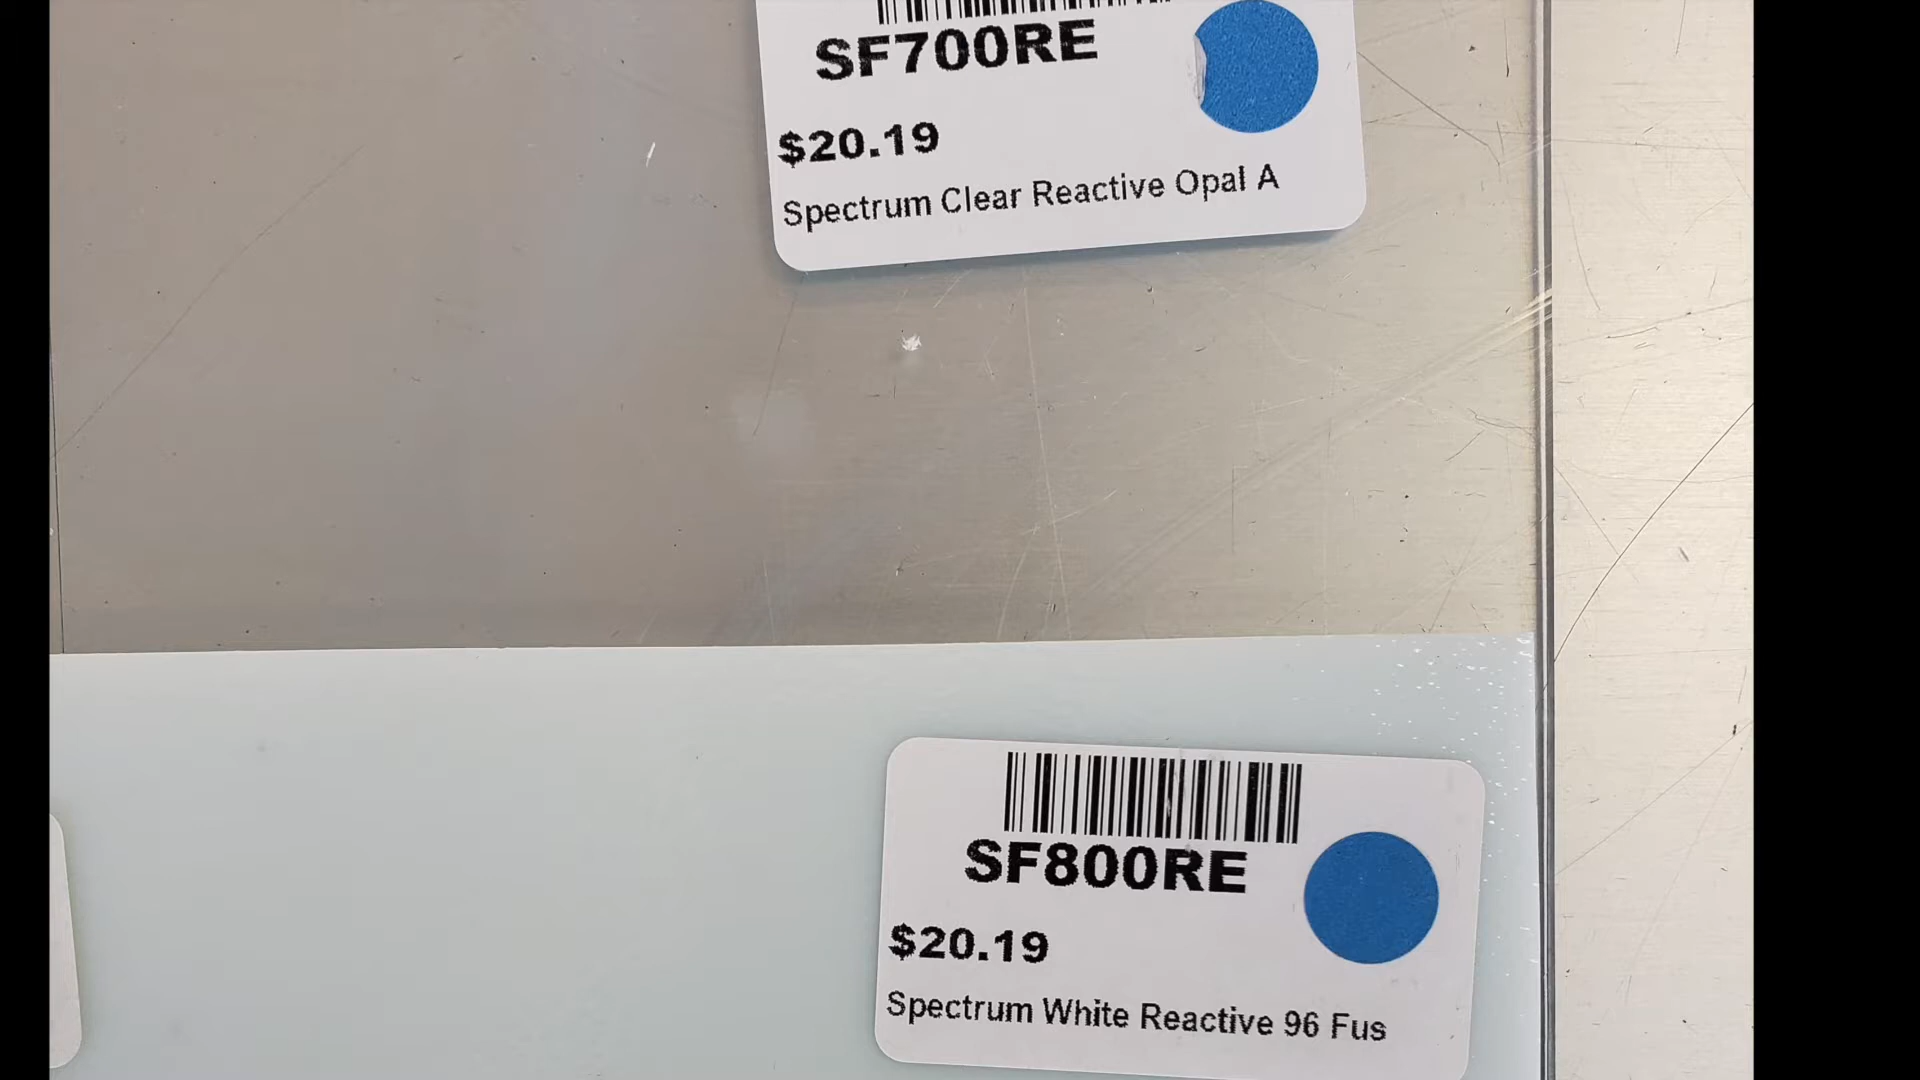 SF700RE
$20.19
Spectrum Clear Reactive Opal A
SF800RE
$20.19
Spectrum White Reactive 96 Fus